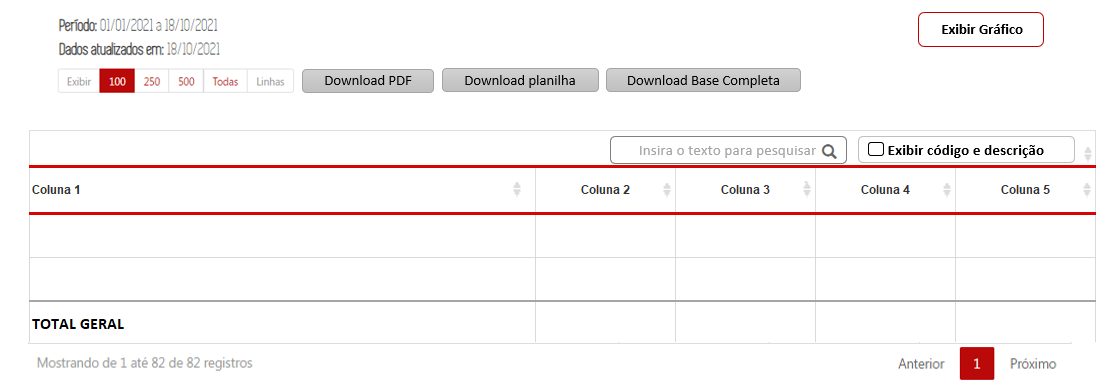 Período: 01/01/2021 a 18/10/2021
Exibir Gráfico
Dados atualizados em: 18/10/2021
Exibir 100 250 500 Todas Linhas Download PDF Download planilha Download Base Completa
Insira o texto para pesquisar Exibir código e descrição
Coluna 1 Coluna 2 Coluna 3 Coluna 4 Coluna 5
TOTAL GERAL
Mostrando de 1 até 82 de 82 registros Anterior 1 Próximo